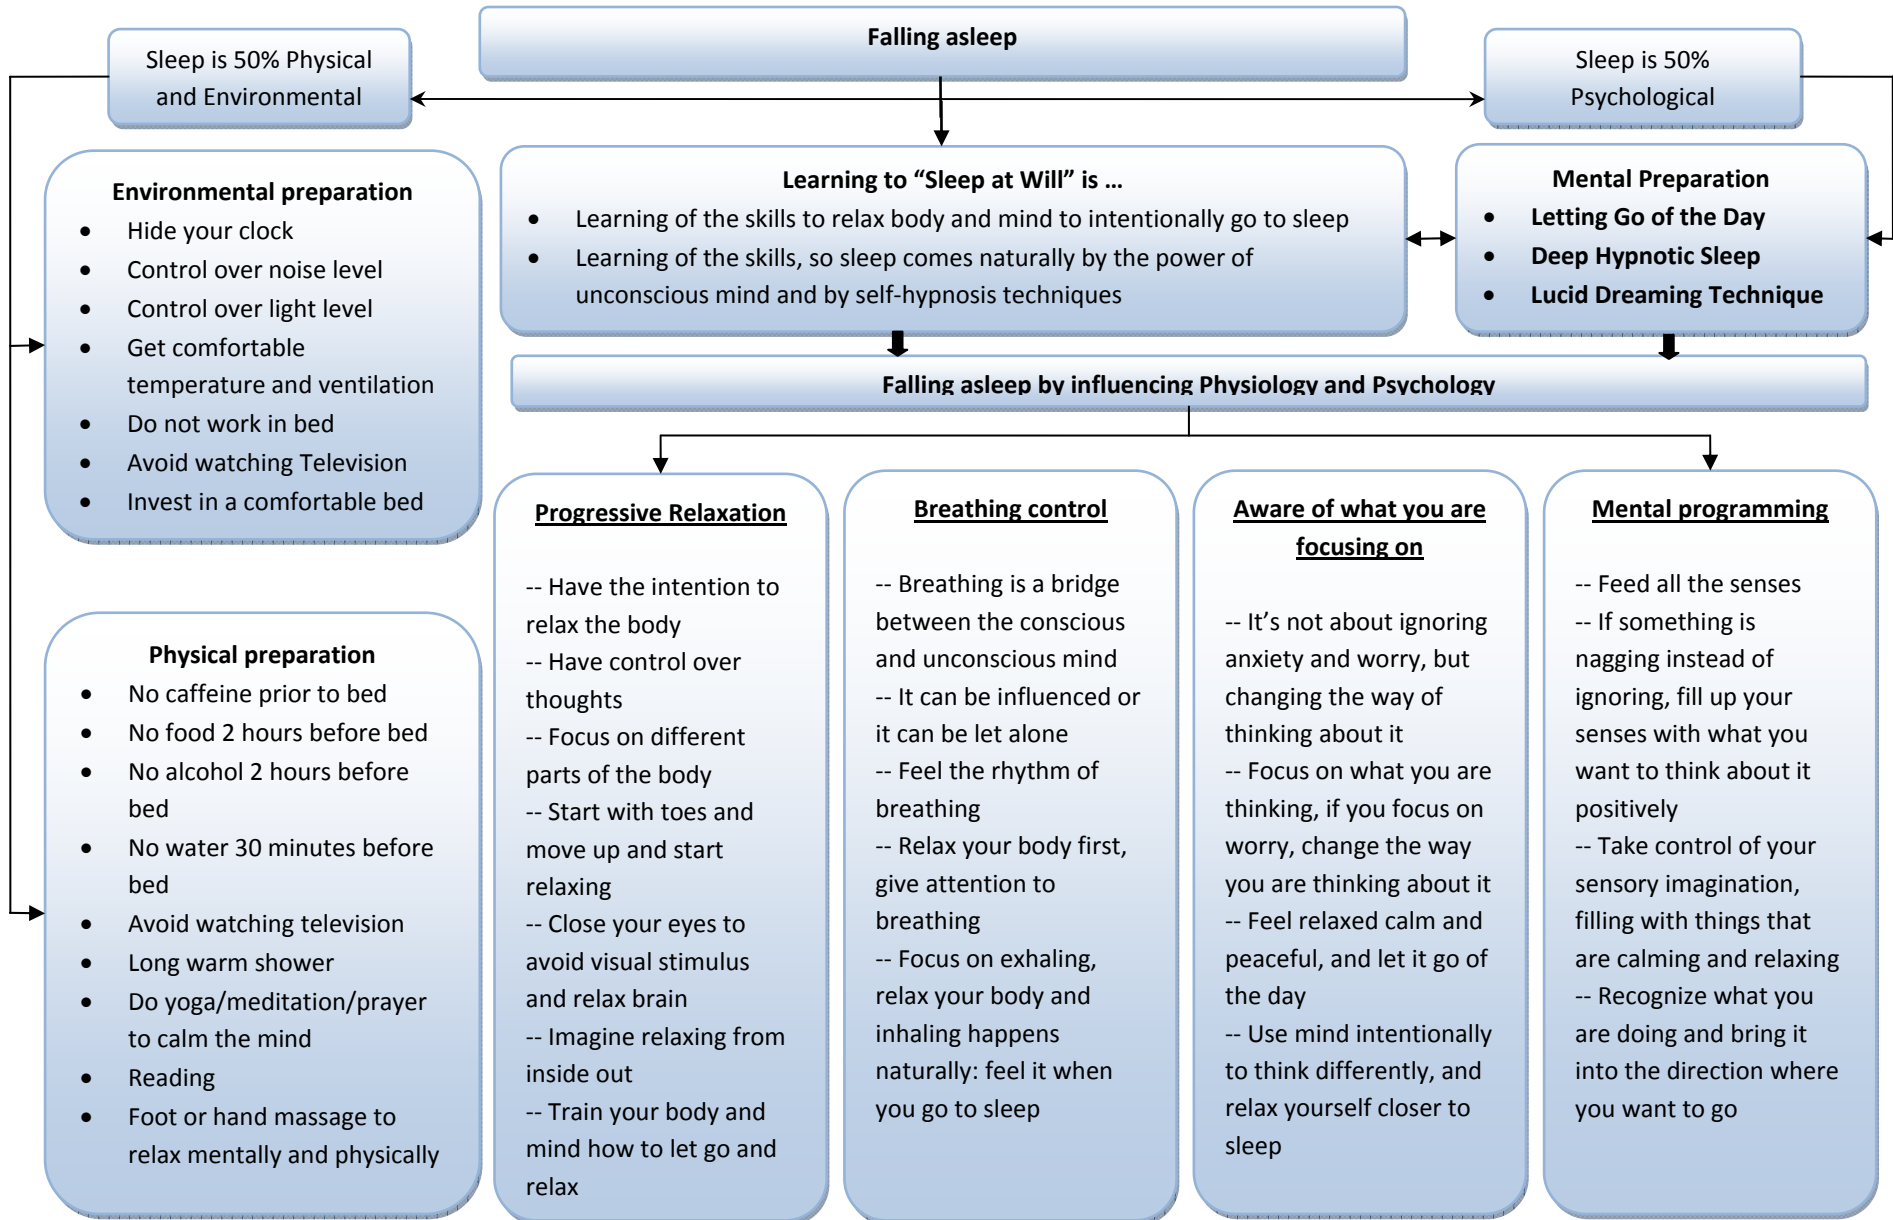 Falling asleep
Sleep is 50% Physical
and Environmental
Sleep is 50%
Psychological
Environmental preparation
• Hide your clock
• Control over noise level
• Control over light level
• Get comfortable
temperature and ventilation
• Do not work in bed
• Avoid watching Television
• Invest in a comfortable bed
Learning to “Sleep at Will” is …
• Learning of the skills to relax body and mind to intentionally go to sleep
• Learning of the skills, so sleep comes naturally by the power of
unconscious mind and by self-hypnosis techniques
Mental Preparation
• Letting Go of the Day
• Deep Hypnotic Sleep
• Lucid Dreaming Technique
Falling asleep by influencing Physiology and Psychology
Physical preparation
• No caffeine prior to bed
• No food 2 hours before bed
• No alcohol 2 hours before
bed
• No water 30 minutes before
bed
• Avoid watching television
• Long warm shower
• Do yoga/meditation/prayer
to calm the mind
• Reading
• Foot or hand massage to
relax mentally and physically
Progressive Relaxation
-- Have the intention to
relax the body
-- Have control over
thoughts
-- Focus on different
parts of the body
-- Start with toes and
move up and start
relaxing
-- Close your eyes to
avoid visual stimulus
and relax brain
-- Imagine relaxing from
inside out
-- Train your body and
mind how to let go and
relax
Breathing control
-- Breathing is a bridge
between the conscious
and unconscious mind
-- It can be influenced or
it can be let alone
-- Feel the rhythm of
breathing
-- Relax your body first,
give attention to
breathing
-- Focus on exhaling,
relax your body and
inhaling happens
naturally: feel it when
you go to sleep
Aware of what you are
focusing on
-- It’s not about ignoring
anxiety and worry, but
changing the way of
thinking about it
-- Focus on what you are
thinking, if you focus on
worry, change the way
you are thinking about it
-- Feel relaxed calm and
peaceful, and let it go of
the day
-- Use mind intentionally
to think differently, and
relax yourself closer to
sleep
Mental programming
-- Feed all the senses
-- If something is
nagging instead of
ignoring, fill up your
senses with what you
want to think about it
positively
-- Take control of your
sensory imagination,
filling with things that
are calming and relaxing
-- Recognize what you
are doing and bring it
into the direction where
you want to go